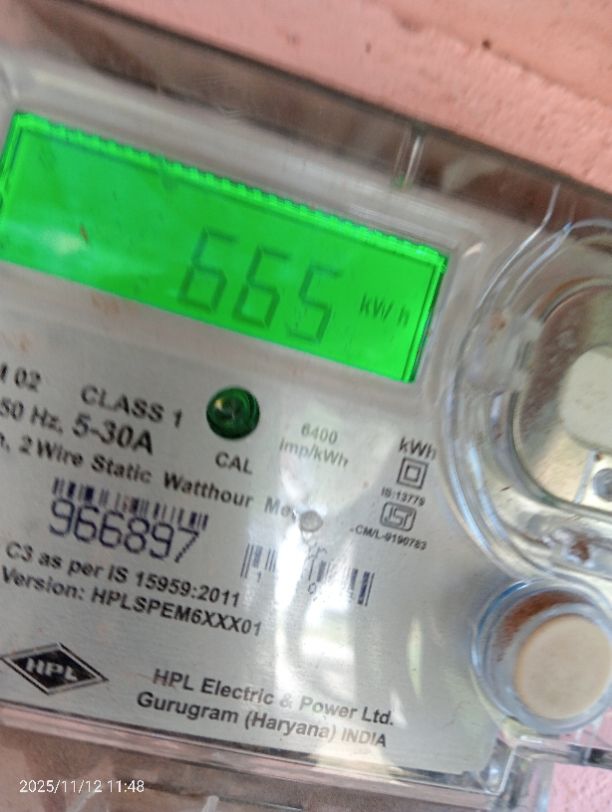 665 kW h
02 CLASS 1
50 Hz, 5-30A
CAL
6400
imp/kWh
kWh
2 Wire Static Watthour
IS:13779
ISI
CM/L-9190783
966897
C3 as per IS 15959:2011
Version: HPLSPEM6XXX01
HPL
HPL Electric & Power Ltd.
Gurugram (Haryana) INDIA
2025/11/12 11:48